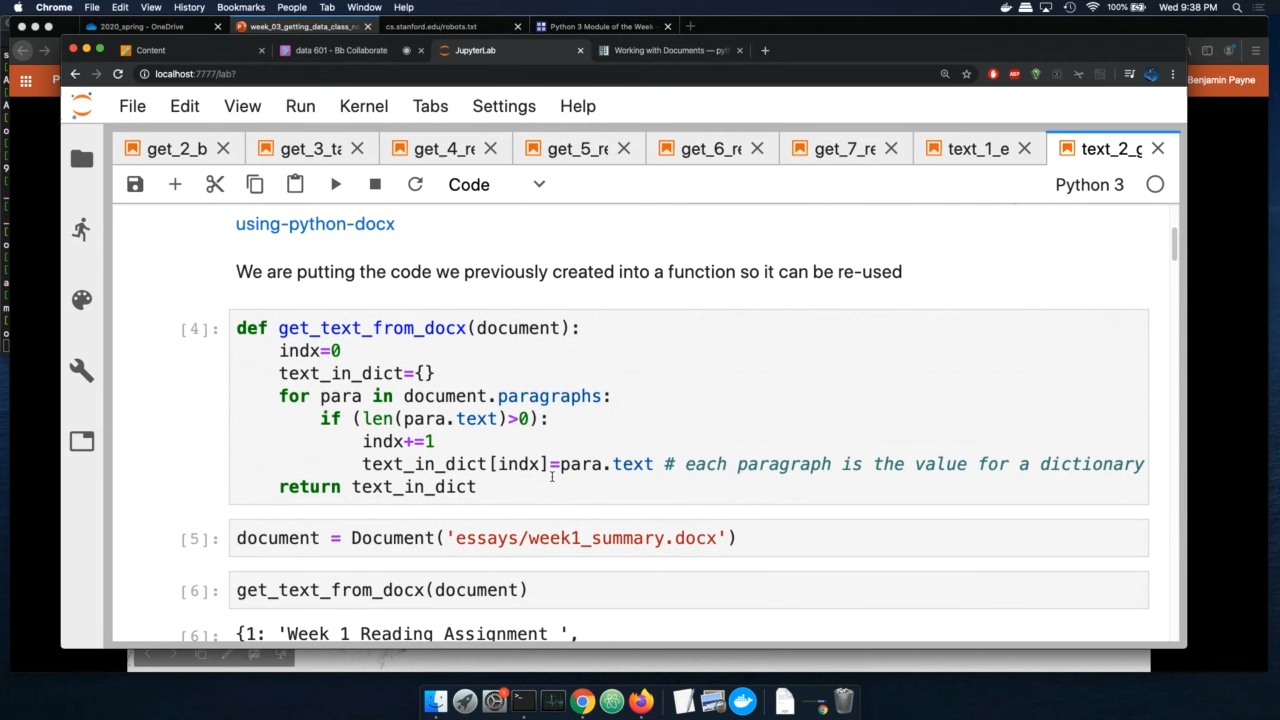 Chrome File Edit View History Bookmarks People Tab Window Help 100% Wed 9:38 PM
2020_spring - OneDrive week_03_getting_data_class_no cs.stanford.edu/robots.txt Python 3 Module of the Week -
Content data 601 - Bb Collaborate JupyterLab Working with Documents — pyt
localhost:7777/lab?
Benjamin Payne
File Edit View Run Kernel Tabs Settings Help
get_2_b get_3_ta get_4_re get_5_re get_6_re get_7_re text_1_e text_2_g
Code Python 3
using-python-docx
We are putting the code we previously created into a function so it can be re-used
[4]: def get_text_from_docx(document):
indx=0
text_in_dict={}
for para in document.paragraphs:
if (len(para.text)>0):
indx+=1
text_in_dict[indx]=para.text # each paragraph is the value for a dictionary
return text_in_dict
[5]: document = Document('essays/week1_summary.docx')
[6]: get_text_from_docx(document)
[6]: {1: 'Week 1 Reading Assignment ',